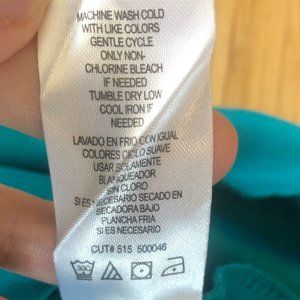 MACHINE WASH COLD
WITH LIKE COLORS
GENTLE CYCLE
ONLY NON-
CHLORINE BLEACH
IF NEEDED
TUMBLE DRY LOW
COOL IRON IF
NEEDED
LAVADO EN FRIO CON IGUAL
COLORES CICLO SUAVE
USAR SOLAMENTE
BLANQUEADOR
SIN CLORO
SI ES NECESARIO SECADO EN
SECADORA BAJO
PLANCHA FRIA
SI ES NECESARIO
CUT# 515 500046